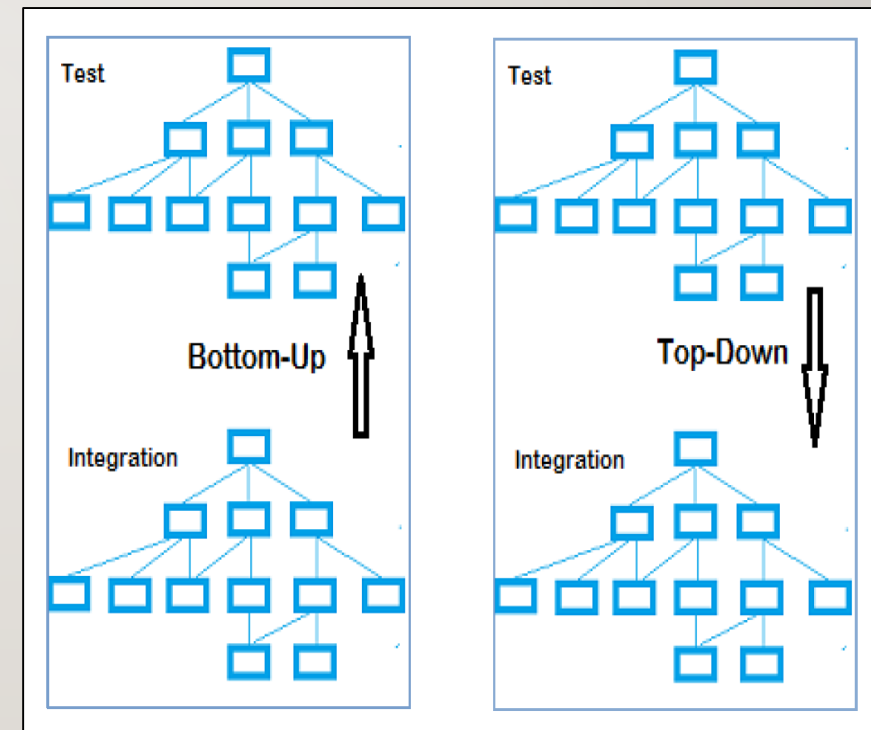 Test
Bottom-Up
Integration
Test
Top-Down
Integration